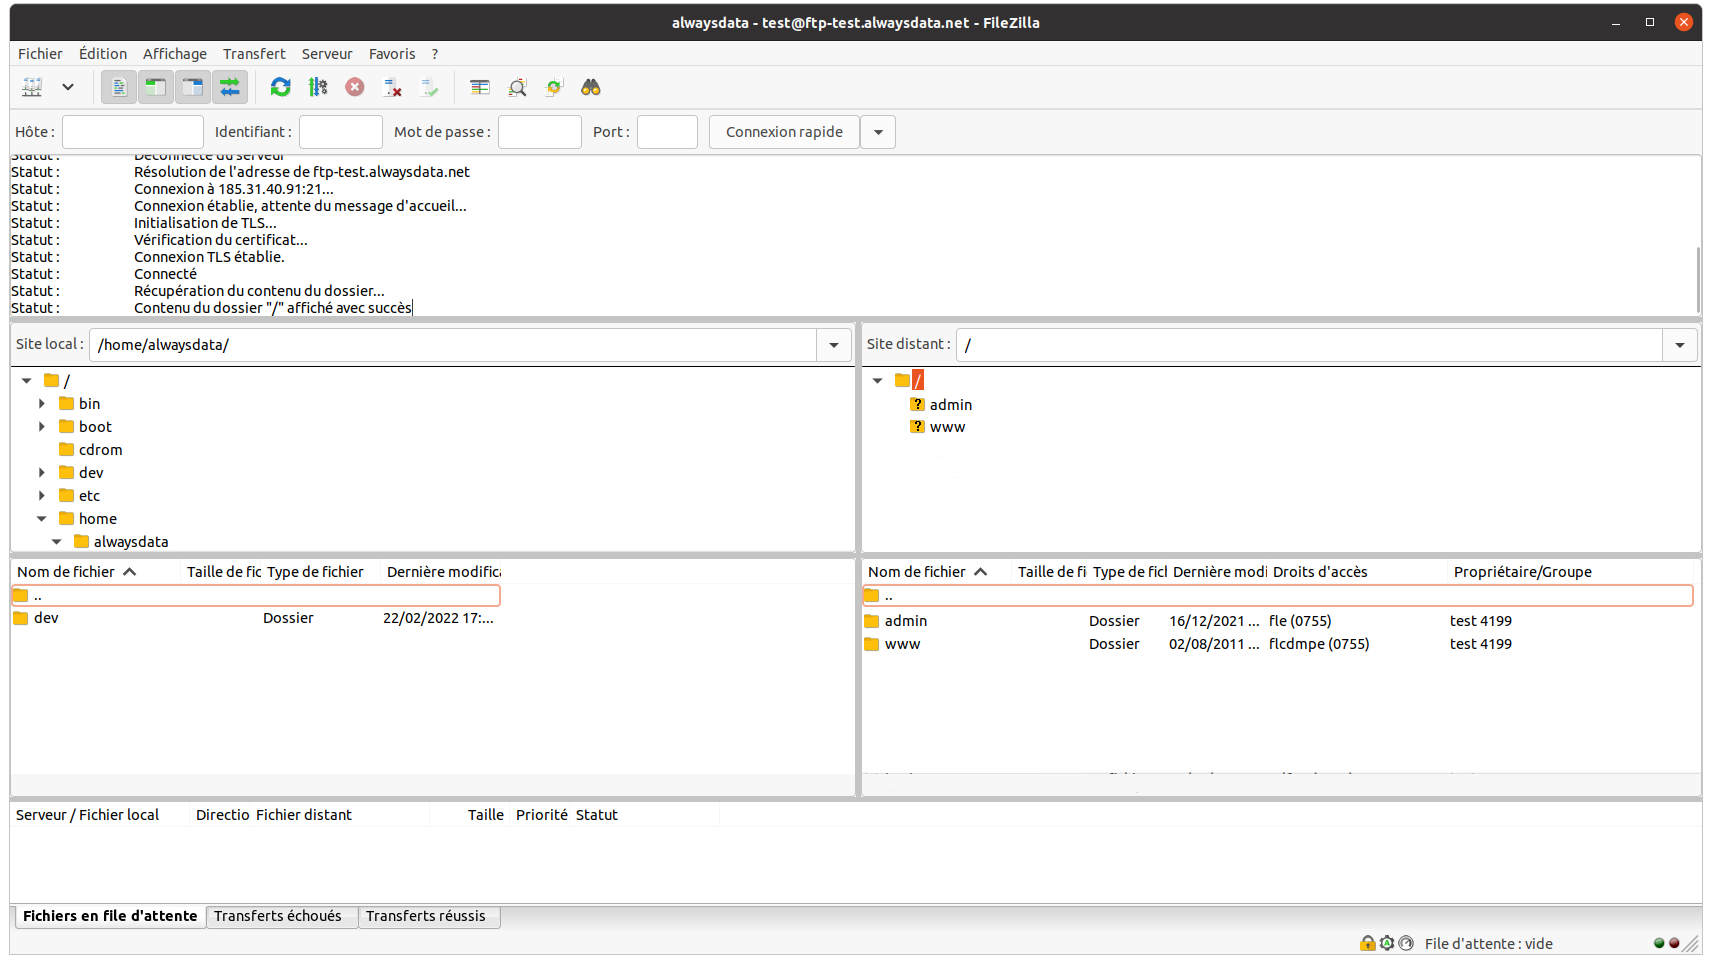 alwaysdata - test@ftp-test.alwaysdata.net - FileZilla
Fichier Édition Affichage Transfert Serveur Favoris ?
Hôte : Identifiant : Mot de passe : Port : Connexion rapide
Statut : Déconnecté du serveur
Statut : Résolution de l'adresse de ftp-test.alwaysdata.net
Statut : Connexion à 185.31.40.91:21...
Statut : Connexion établie, attente du message d'accueil...
Statut : Initialisation de TLS...
Statut : Vérification du certificat...
Statut : Connexion TLS établie.
Statut : Connecté
Statut : Récupération du contenu du dossier...
Statut : Contenu du dossier "/" affiché avec succès
Site local : /home/alwaysdata/
/
bin
boot
cdrom
dev
etc
home
alwaysdata
Site distant : /
/
admin
www
Nom de fichier Taille de fic Type de fichier Dernière modifica
..
dev Dossier 22/02/2022 17:...
Nom de fichier Taille de fi Type de fich Dernière modi Droits d'accès Propriétaire/Groupe
..
admin Dossier 16/12/2021 ... fle (0755) test 4199
www Dossier 02/08/2011 ... flcdmpe (0755) test 4199
Serveur / Fichier local Directio Fichier distant Taille Priorité Statut
Fichiers en file d'attente Transferts échoués Transferts réussis
File d'attente : vide